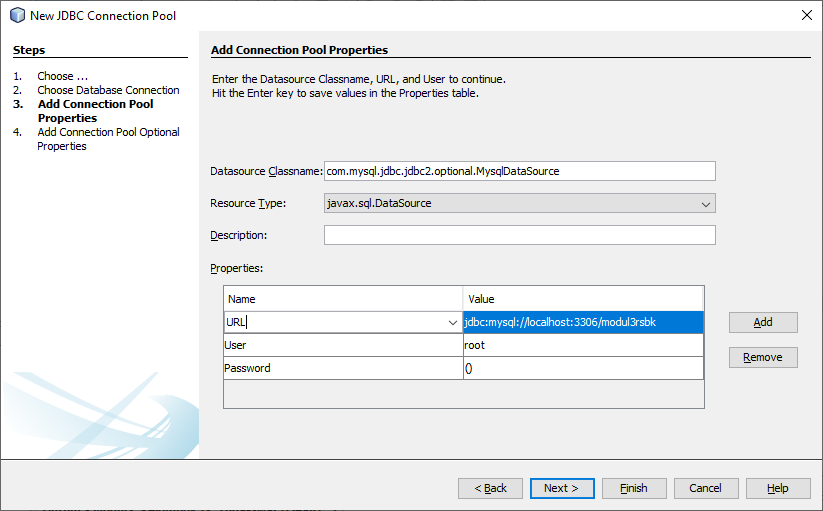 New JDBC Connection Pool
Steps
1. Choose ...
2. Choose Database Connection
3. Add Connection Pool
Properties
4. Add Connection Pool Optional
Properties
Add Connection Pool Properties
Enter the Datasource Classname, URL, and User to continue.
Hit the Enter key to save values in the Properties table.
Datasource Classname: com.mysql.jdbc.jdbc2.optional.MysqlDataSource
Resource Type: javax.sql.DataSource
Description:
Properties:
Name Value
URL jdbc:mysql://localhost:3306/modul3rsbk
User root
Password ()
Add
Remove
< Back Next > Finish Cancel Help